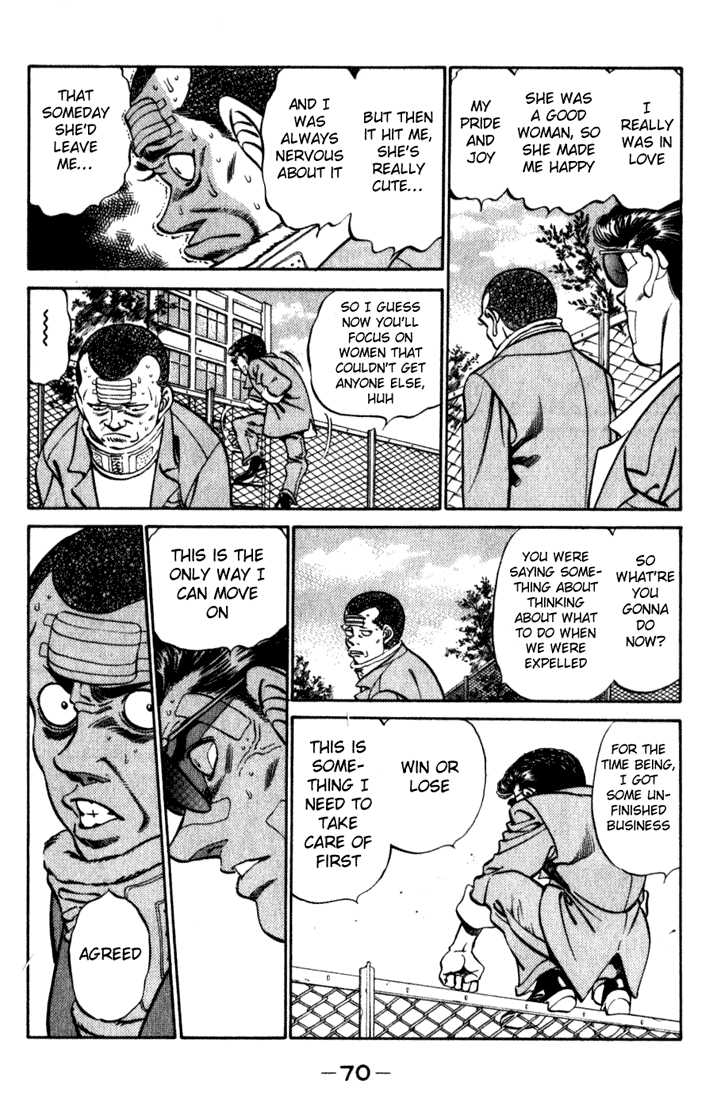 I
REALLY
WAS IN
LOVE
SHE WAS
A GOOD
WOMAN, SO
SHE MADE
ME HAPPY
MY
PRIDE
AND
JOY
BUT THEN
IT HIT ME,
SHE'S
REALLY
CUTE...
AND I
WAS
ALWAYS
NERVOUS
ABOUT IT
THAT
SOMEDAY
SHE'D
LEAVE
ME...
SO I GUESS
NOW YOU'LL
FOCUS ON
WOMEN THAT
COULDN'T GET
ANYONE ELSE,
HUH
SO
WHAT'RE
YOU
GONNA
DO
NOW?
YOU WERE
SAYING SOME-
THING ABOUT
THINKING
ABOUT WHAT
TO DO WHEN
WE WERE
EXPELLED
FOR THE
TIME BEING,
I GOT
SOME UN-
FINISHED
BUSINESS
WIN OR
LOSE
THIS IS
SOME-
THING I
NEED TO
TAKE
CARE OF
FIRST
THIS IS THE
ONLY WAY I
CAN MOVE
ON
AGREED
-70-